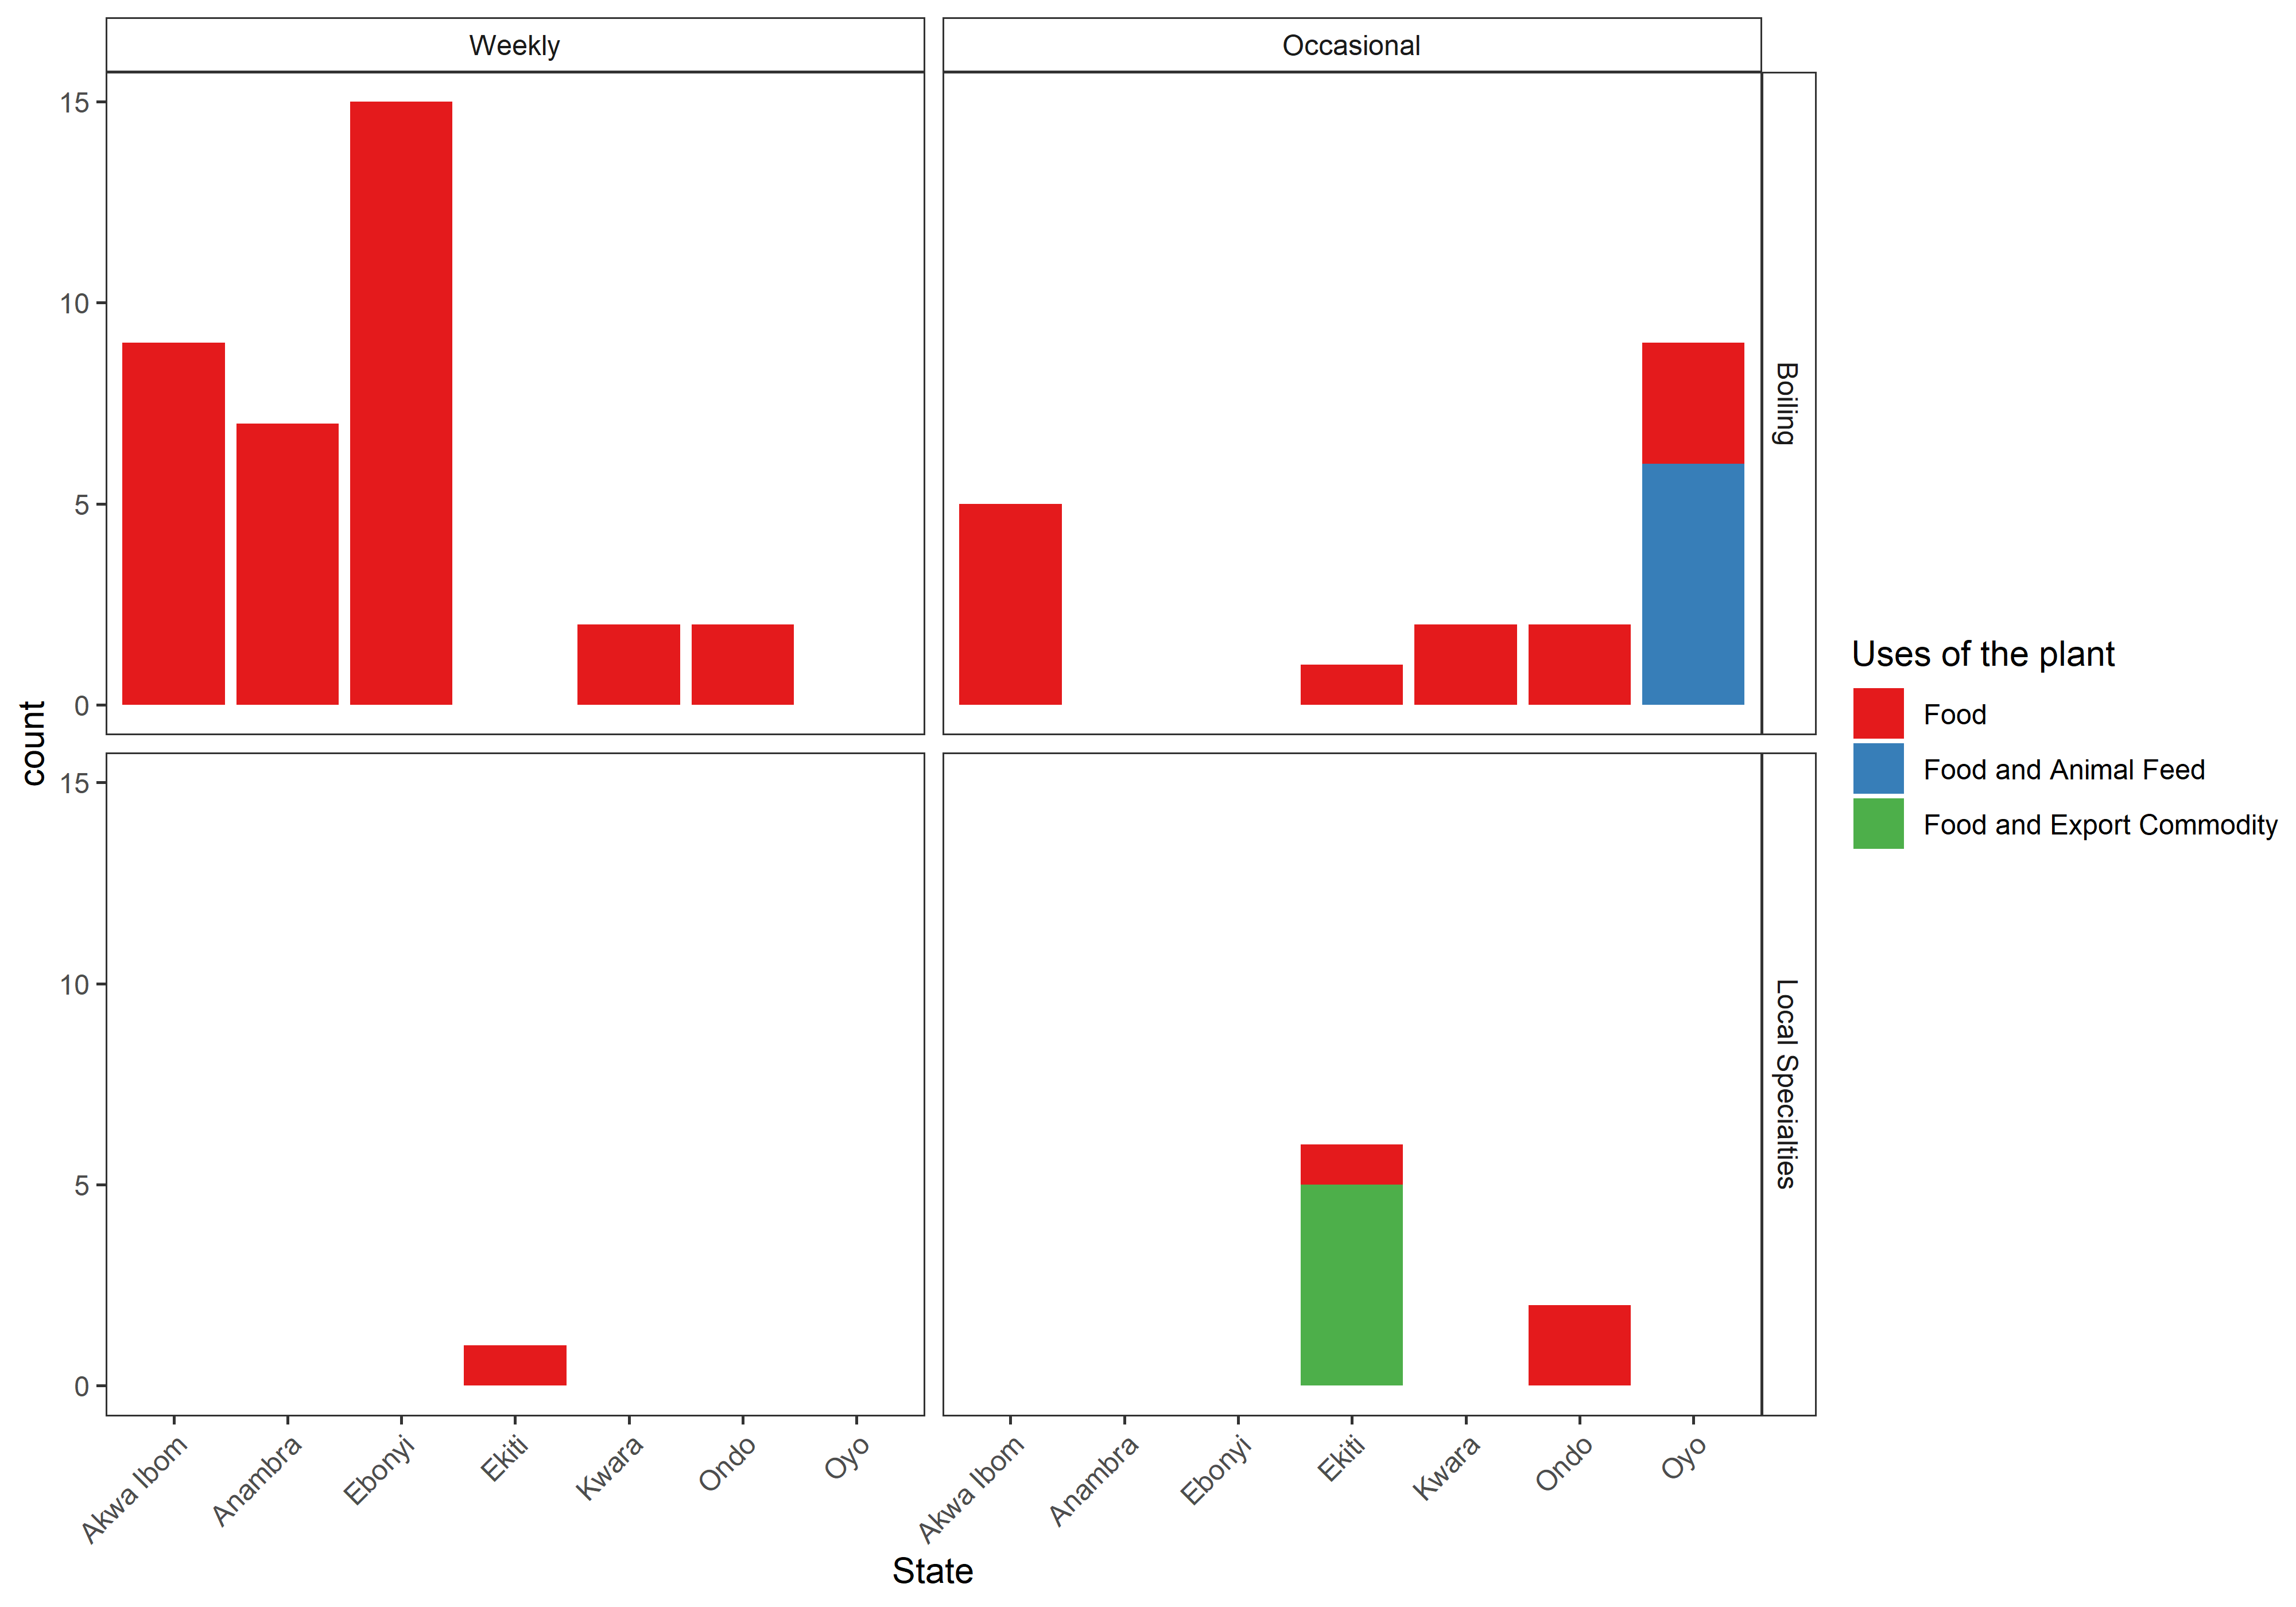 Weekly
Occasional
15
10
5
0
Boiling
count
15
10
5
0
Local Specialties
Akwa Ibom
Anambra
Ebonyi
Ekiti
Kwara
Ondo
Oyo
Akwa Ibom
Anambra
Ebonyi
Ekiti
Kwara
Ondo
Oyo
State
Uses of the plant
Food
Food and Animal Feed
Food and Export Commodity